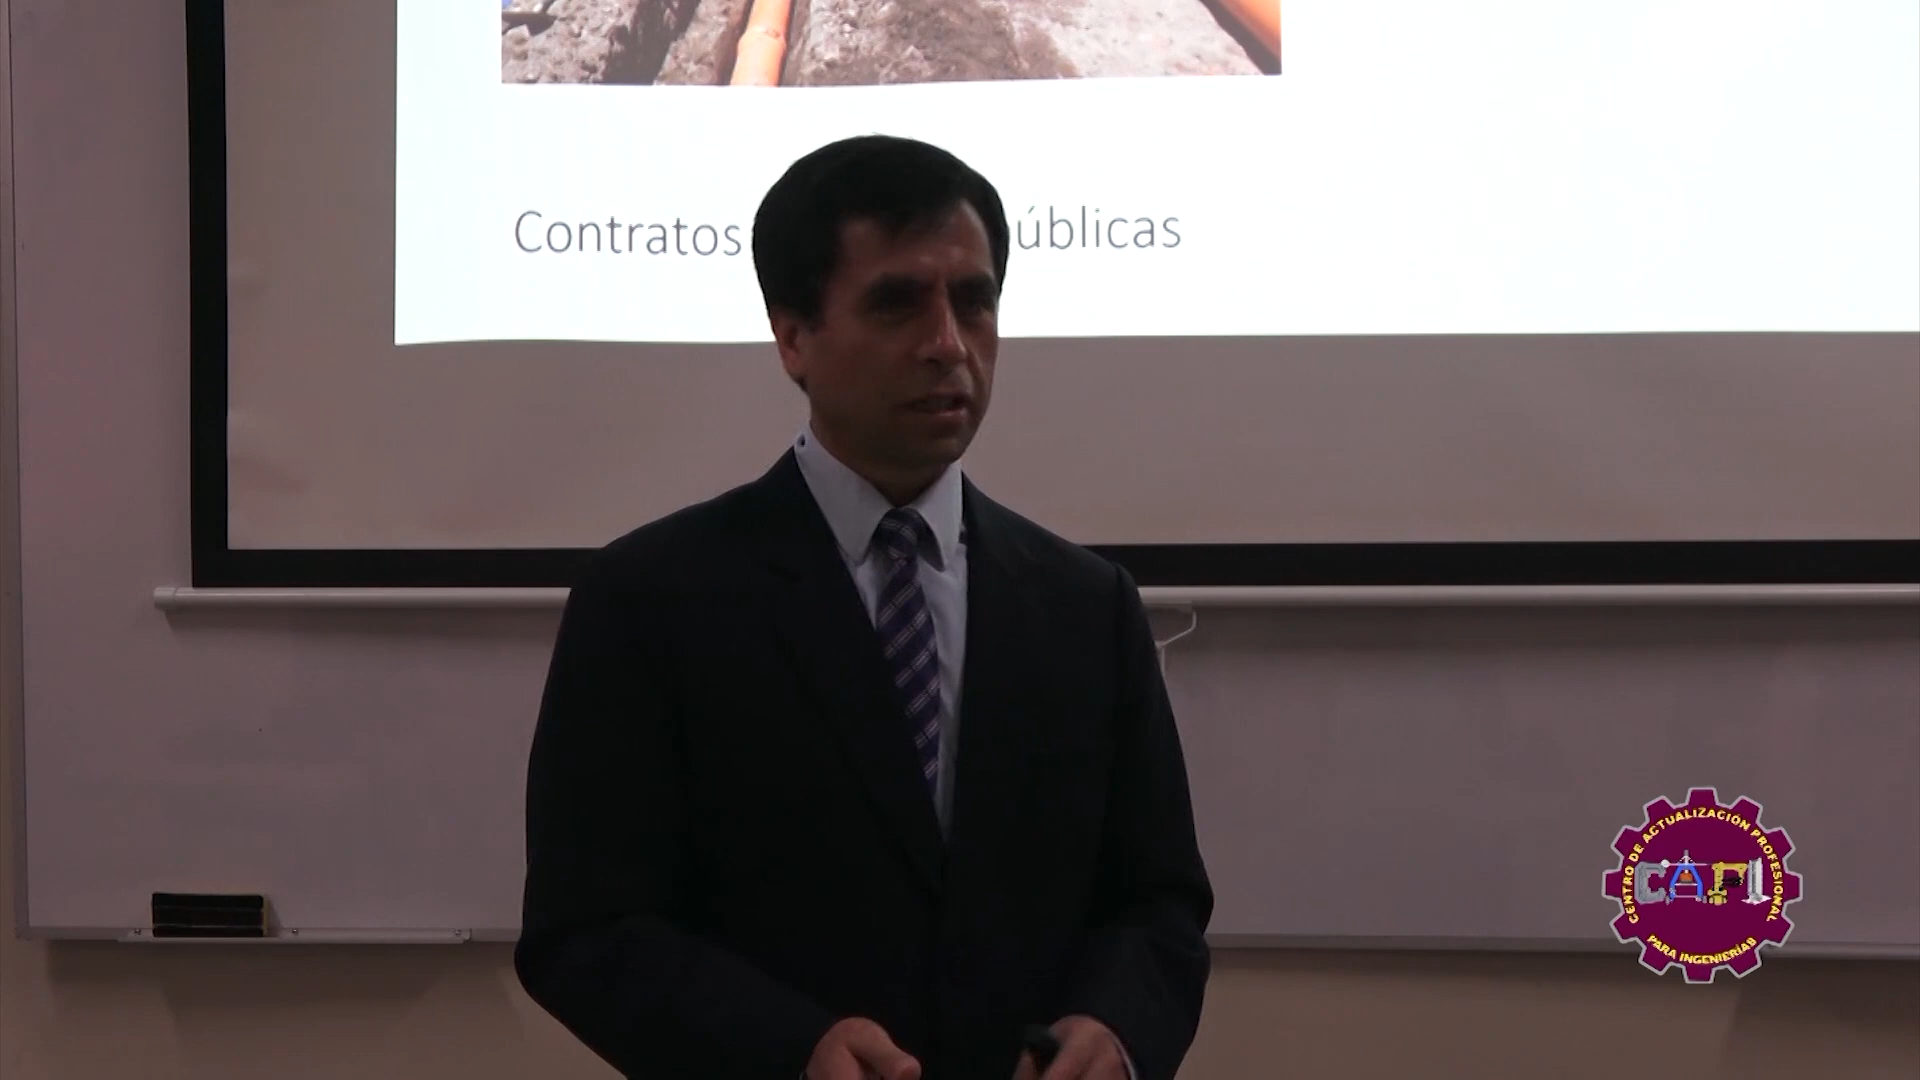 Contratos úblicas
CENTRO DE ACTUALIZACIÓN PROFESIONAL
CAPI
PARA INGENIERÍAS